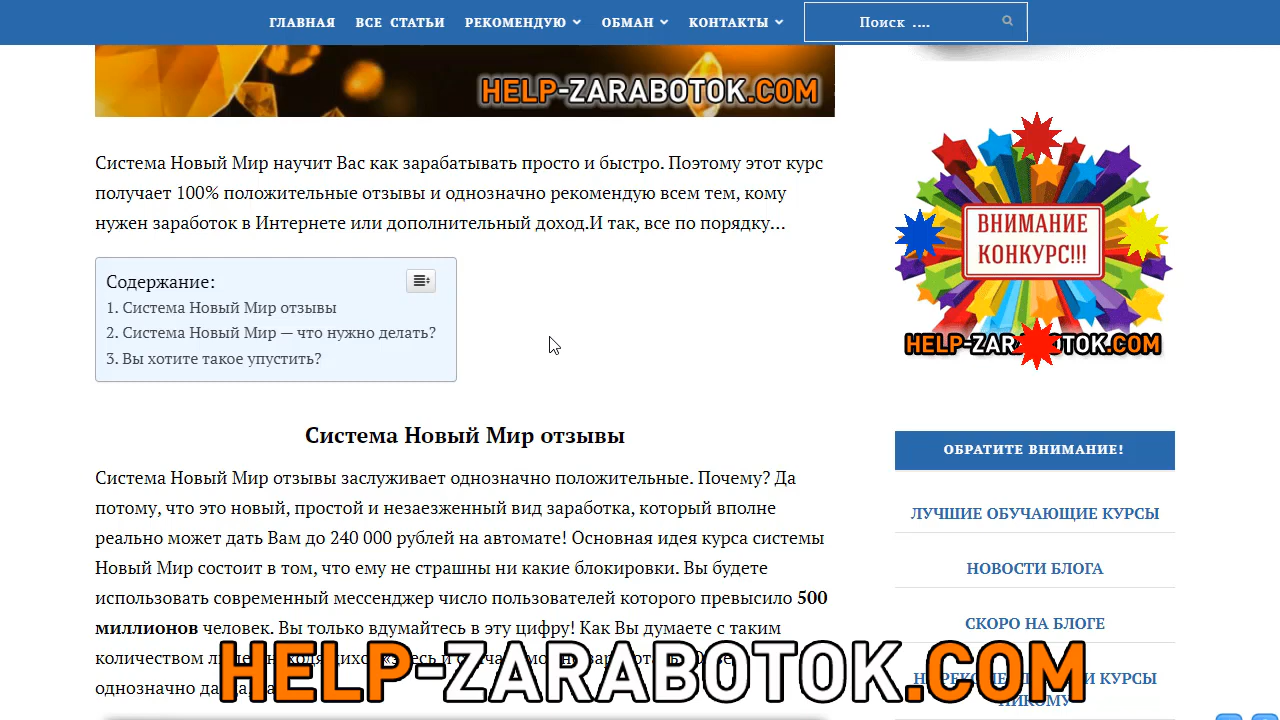 ГЛАВНАЯ ВСЕ СТАТЬИ РЕКОМЕНДУЮ ОБМАН КОНТАКТЫ Поиск ....
HELP-ZARABOTOK.COM
Система Новый Мир научит Вас как зарабатывать просто и быстро. Поэтому этот курс
получает 100% положительные отзывы и однозначно рекомендую всем тем, кому
нужен заработок в Интернете или дополнительный доход.И так, все по порядку...
Содержание:
1. Система Новый Мир отзывы
2. Система Новый Мир — что нужно делать?
3. Вы хотите такое упустить?
Система Новый Мир отзывы
Система Новый Мир отзывы заслуживает однозначно положительные. Почему? Да
потому, что это новый, простой и незаезженный вид заработка, который вполне
реально может дать Вам до 240 000 рублей на автомате! Основная идея курса системы
Новый Мир состоит в том, что ему не страшны ни какие блокировки. Вы будете
использовать современный мессенджер число пользователей которого превысило 500
миллионов человек. Вы только вдумайтесь в эту цифру! Как Вы думаете с таким
количеством
однозначно
ВНИМАНИЕ
КОНКУРС!!!
HELP-ZARABOTOK.COM
ОБРАТИТЕ ВНИМАНИЕ!
ЛУЧШИЕ ОБУЧАЮЩИЕ КУРСЫ
НОВОСТИ БЛОГА
СКОРО НА БЛОГЕ
КУРСЫ
НИКОМУ
HELP-ZARABOTOK.COM